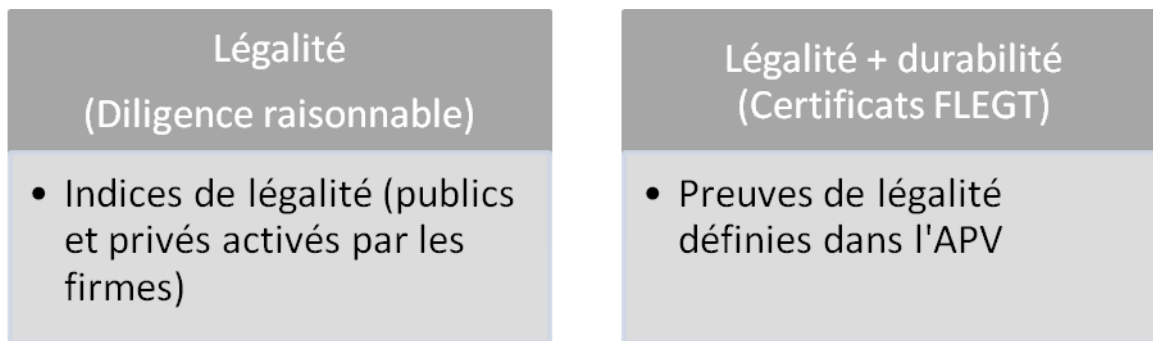 Légalité
(Diligence raisonnable)
• Indices de légalité (publics
et privés activés par les
firmes)
Légalité + durabilité
(Certificats FLEGT)
• Preuves de légalité
définies dans l'APV